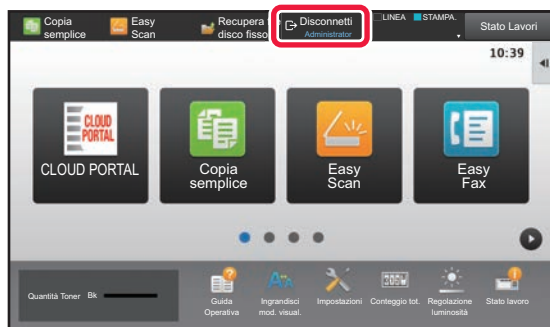 Copia
semplice
Easy
Scan
Recupera
disco fisso
Disconnetti
Administrator
LINEA
STAMPA.
Stato Lavori
10:39
CLOUD
PORTAL
CLOUD PORTAL
Copia
semplice
Easy
Scan
Easy
Fax
Quantità Toner Bk
Guida
Operativa
Ingrandisci
mod. visual.
Impostazioni
Conteggio tot.
Regolazione
luminosità
Stato lavoro